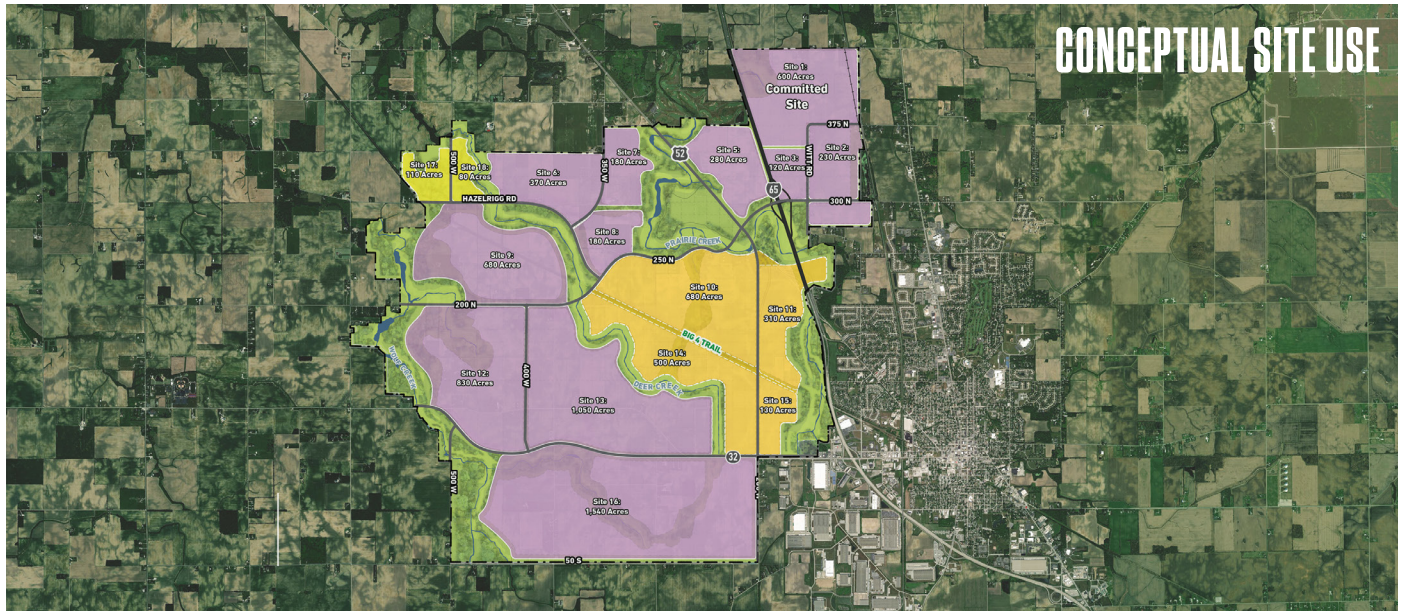 CONCEPTUAL SITE USE
Site 1:
600 Acres
Committed
Site
375 N
Site 2:
230 Acres
WITT RD
Site 3:
120 Acres
Site 5:
280 Acres
52
Site 7:
180 Acres
350 W
Site 6:
370 Acres
Site 17:
110 Acres
500 W
Site 18:
80 Acres
HAZELRIGG RD
65
300 N
Site 8:
180 Acres
PRAIRIE CREEK
250 N
Site 9:
680 Acres
200 N
Site 10:
680 Acres
Site 11:
310 Acres
BIG 4 TRAIL
Site 14:
500 Acres
DEER CREEK
Site 12:
830 Acres
400 W
Site 13:
1,050 Acres
Site 15:
130 Acres
CREEK
32
500 W
Site 16:
1,540 Acres
50 S